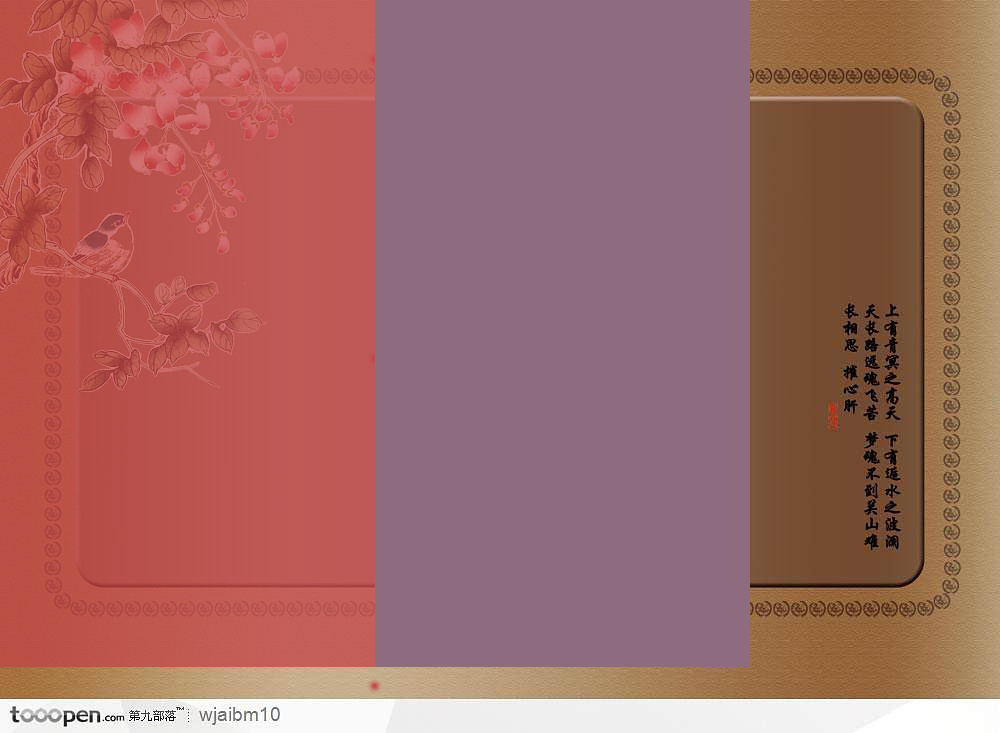 上有青冥之高天 下有渌水之波澜
天长路远魂飞苦 梦魂不到关山难
长相思 摧心肝
tooopen.com 第九部落™ wjaibm10